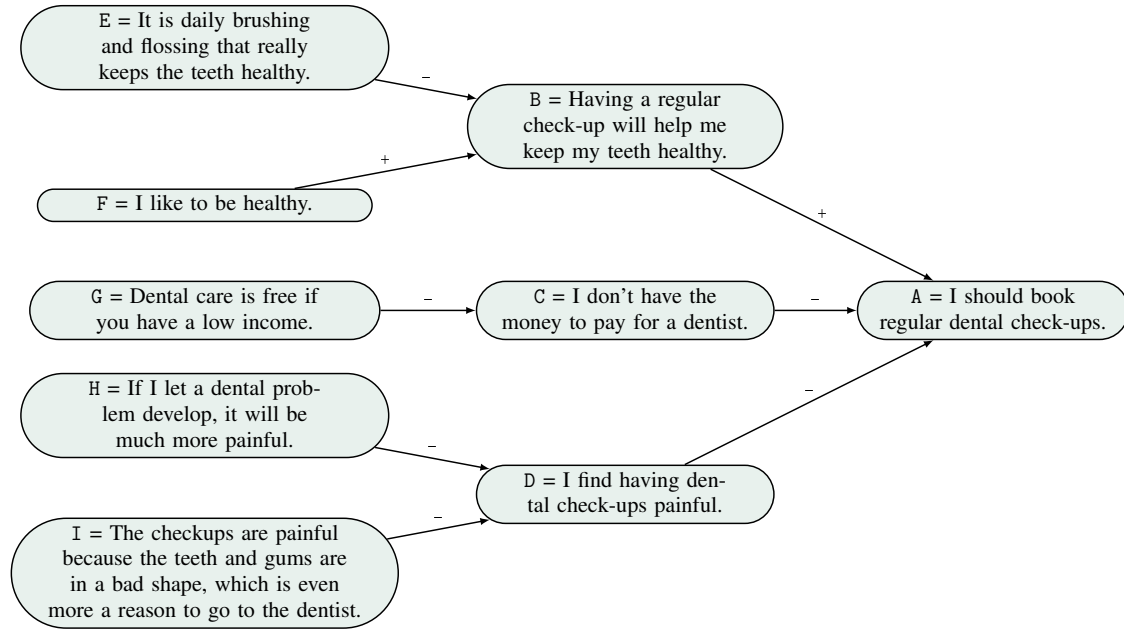 E = It is daily brushing
and flossing that really
keeps the teeth healthy.
–
B = Having a regular
check-up will help me
keep my teeth healthy.
+
F = I like to be healthy.
+
G = Dental care is free if
you have a low income.
–
C = I don't have the
money to pay for a dentist.
–
A = I should book
regular dental check-ups.
H = If I let a dental prob-
lem develop, it will be
much more painful.
–
–
D = I find having den-
tal check-ups painful.
–
I = The checkups are painful
because the teeth and gums are
in a bad shape, which is even
more a reason to go to the dentist.